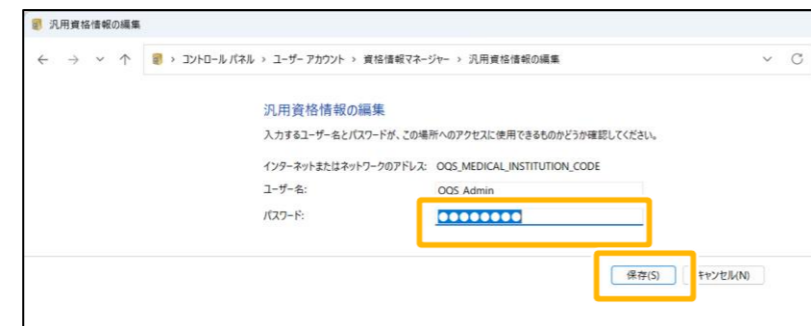 汎用資格情報の編集
コントロール パネル > ユーザー アカウント > 資格情報マネージャー > 汎用資格情報の編集
汎用資格情報の編集
入力するユーザー名とパスワードが、この場所へのアクセスに使用できるものかどうか確認してください。
インターネットまたはネットワークのアドレス: OQS_MEDICAL_INSTITUTION_CODE
ユーザー名: OQS Admin
パスワード: ●●●●●●●●
保存(S) キャンセル(N)